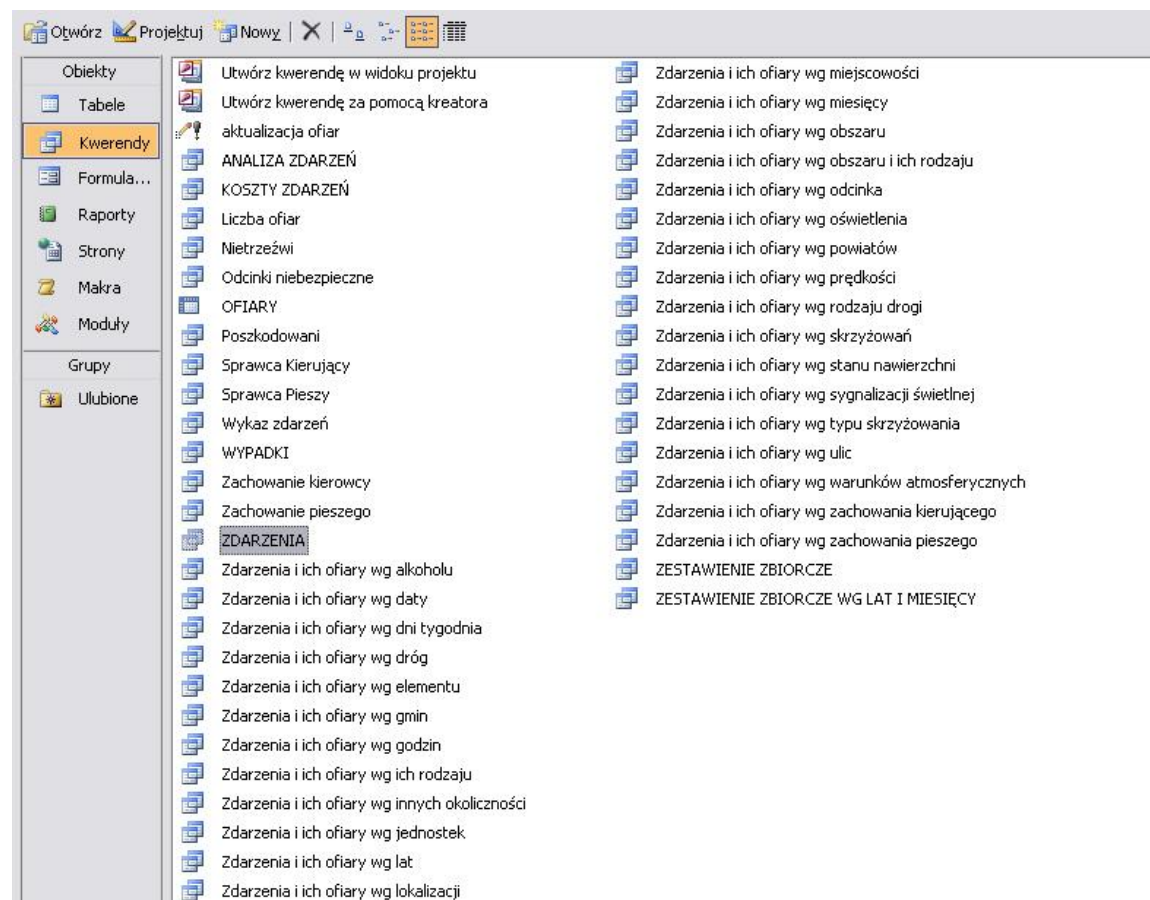 Otwórz Projektuj Nowy
Obiekty
Tabele
Kwerendy
Formula...
Raporty
Strony
Makra
Moduły
Grupy
Ulubione
Utwórz kwerendę w widoku projektu
Utwórz kwerendę za pomocą kreatora
aktualizacja ofiar
ANALIZA ZDARZEŃ
KOSZTY ZDARZEŃ
Liczba ofiar
Nietrzeźwi
Odcinki niebezpieczne
OFIARY
Poszkodowani
Sprawca Kierujący
Sprawca Pieszy
Wykaz zdarzeń
WYPADKI
Zachowanie kierowcy
Zachowanie pieszego
ZDARZENIA
Zdarzenia i ich ofiary wg alkoholu
Zdarzenia i ich ofiary wg daty
Zdarzenia i ich ofiary wg dni tygodnia
Zdarzenia i ich ofiary wg dróg
Zdarzenia i ich ofiary wg elementu
Zdarzenia i ich ofiary wg gmin
Zdarzenia i ich ofiary wg godzin
Zdarzenia i ich ofiary wg ich rodzaju
Zdarzenia i ich ofiary wg innych okoliczności
Zdarzenia i ich ofiary wg jednostek
Zdarzenia i ich ofiary wg lat
Zdarzenia i ich ofiary wg lokalizacji
Zdarzenia i ich ofiary wg miejscowości
Zdarzenia i ich ofiary wg miesięcy
Zdarzenia i ich ofiary wg obszaru
Zdarzenia i ich ofiary wg obszaru i ich rodzaju
Zdarzenia i ich ofiary wg odcinka
Zdarzenia i ich ofiary wg oświetlenia
Zdarzenia i ich ofiary wg powiatów
Zdarzenia i ich ofiary wg prędkości
Zdarzenia i ich ofiary wg rodzaju drogi
Zdarzenia i ich ofiary wg skrzyżowań
Zdarzenia i ich ofiary wg stanu nawierzchni
Zdarzenia i ich ofiary wg sygnalizacji świetlnej
Zdarzenia i ich ofiary wg typu skrzyżowania
Zdarzenia i ich ofiary wg ulic
Zdarzenia i ich ofiary wg warunków atmosferycznych
Zdarzenia i ich ofiary wg zachowania kierującego
Zdarzenia i ich ofiary wg zachowania pieszego
ZESTAWIENIE ZBIORCZE
ZESTAWIENIE ZBIORCZE WG LAT I MIESIĘCY